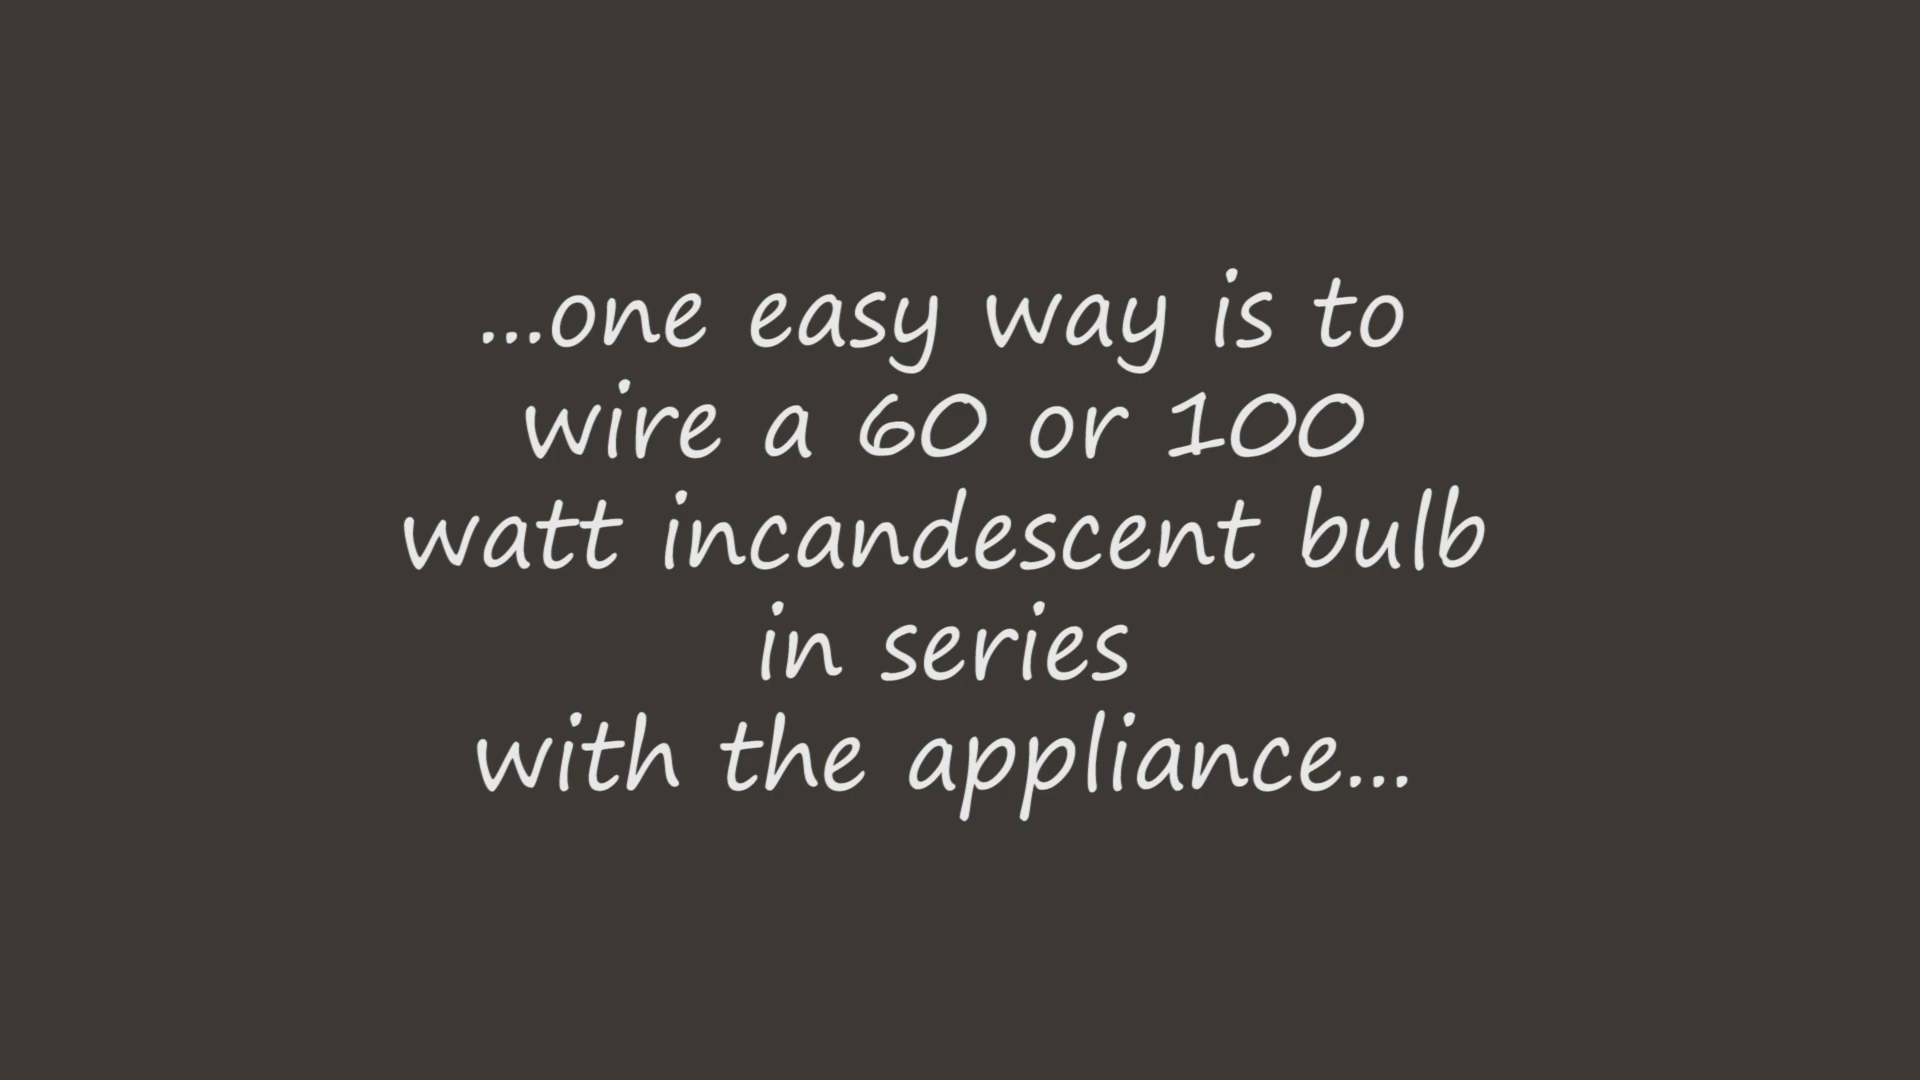 ...one easy way is to
wire a 60 or 100
watt incandescent bulb
in series
with the appliance...